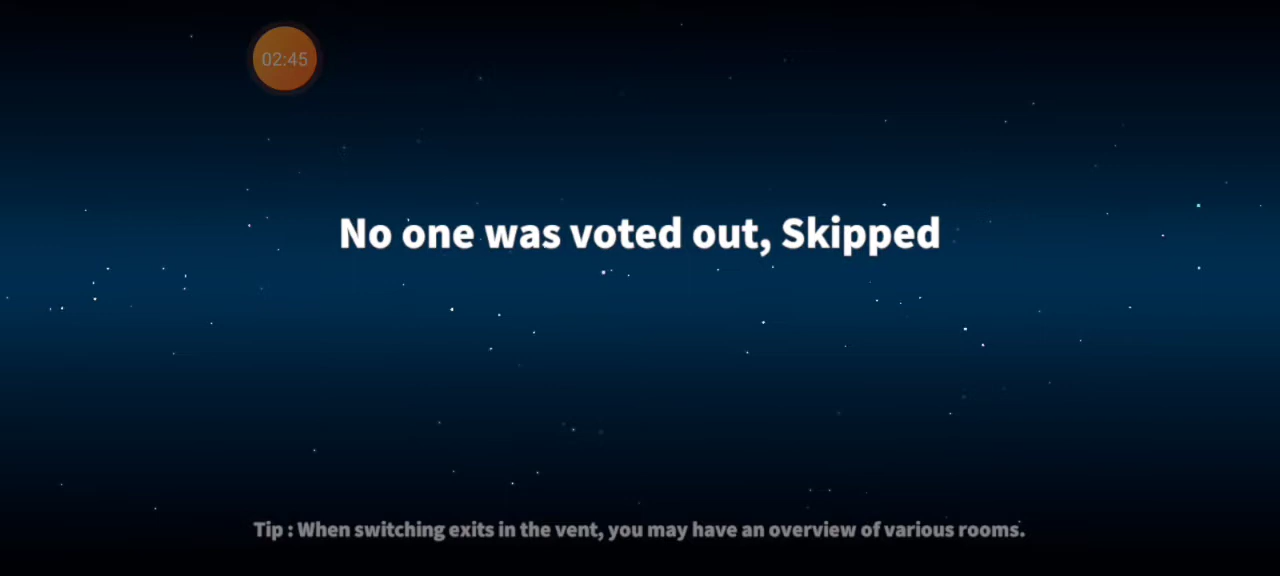 02:45
No one was voted out, Skipped
Tip : When switching exits in the vent, you may have an overview of various rooms.